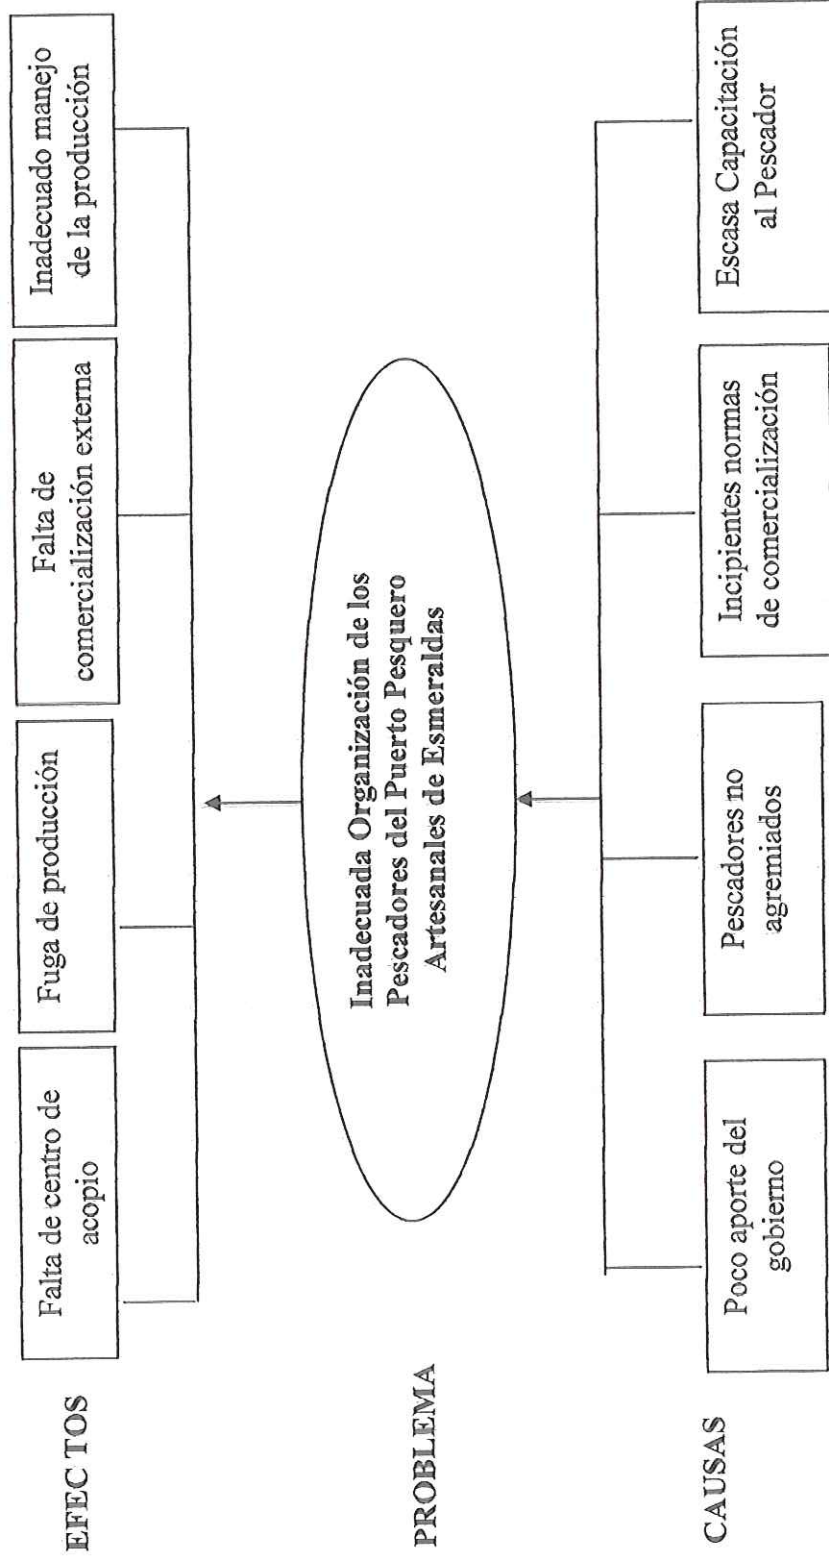 EFEC TOS
Falta de centro de
acopio
Fuga de producción
Falta de
comercialización externa
Inadecuado manejo
de la producción
PROBLEMA
Inadecuada Organización de los
Pescadores del Puerto Pesquero
Artesanales de Esmeraldas
CAUSAS
Poco aporte del
gobierno
Pescadores no
agremiados
Incipientes normas
de comercialización
Escasa Capacitación
al Pescador